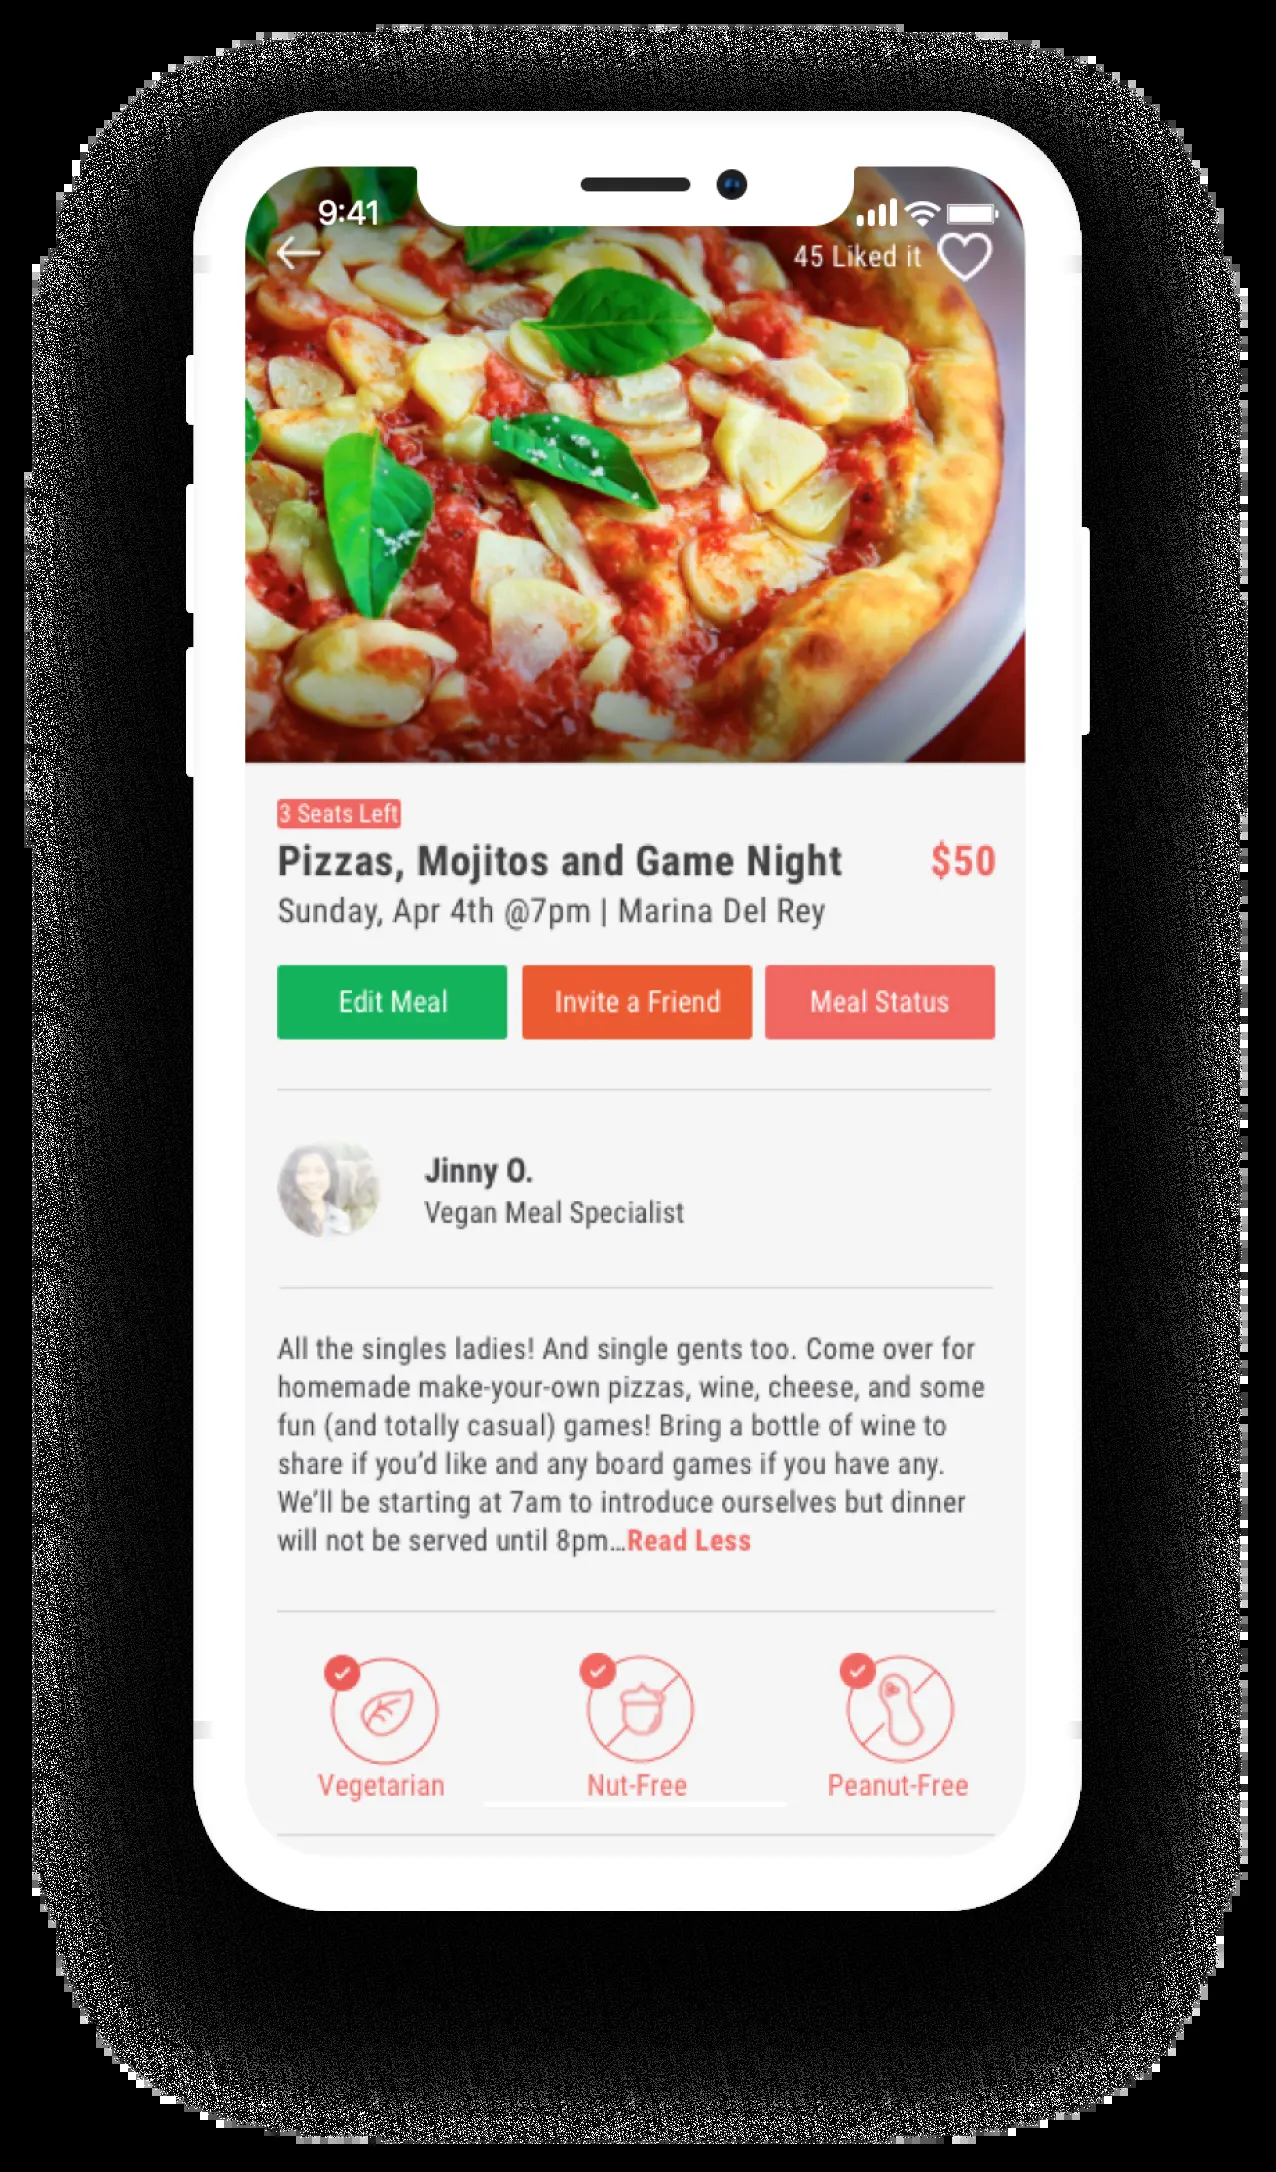 9:41
45 Liked it
3 Seats Left
Pizzas, Mojitos and Game Night $50
Sunday, Apr 4th @7pm | Marina Del Rey
Edit Meal Invite a Friend Meal Status
Jinny O.
Vegan Meal Specialist
All the singles ladies! And single gents too. Come over for
homemade make-your-own pizzas, wine, cheese, and some
fun (and totally casual) games! Bring a bottle of wine to
share if you’d like and any board games if you have any.
We’ll be starting at 7am to introduce ourselves but dinner
will not be served until 8pm...Read Less
Vegetarian Nut-Free Peanut-Free